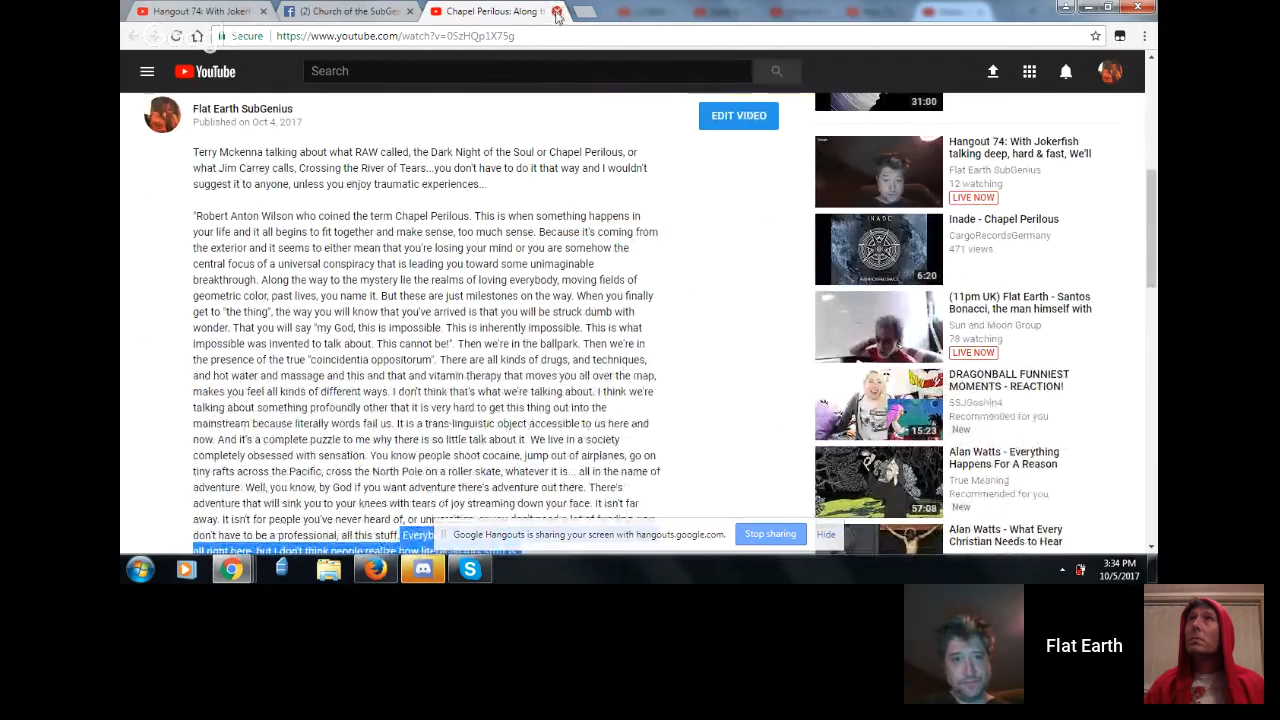 Hangout 74: With Jokerf
(2) Church of the SubGen
Chapel Perilous: Along t
Secure
https://www.youtube.com/watch?v=0SzHQp1X75g
YouTube
Search
Flat Earth SubGenius
Published on Oct 4, 2017
EDIT VIDEO
Terry Mckenna talking about what RAW called, the Dark Night of the Soul or Chapel Perilous, or
what Jim Carrey calls, Crossing the River of Tears...you don't have to do it that way and I wouldn't
suggest it to anyone, unless you enjoy traumatic experiences...
"Robert Anton Wilson who coined the term Chapel Perilous. This is when something happens in
your life and it all begins to fit together and make sense, too much sense. Because it's coming from
the exterior and it seems to either mean that you're losing your mind or you are somehow the
central focus of a universal conspiracy that is leading you toward some unimaginable
breakthrough. Along the way to the mystery lie the realms of loving everybody, moving fields of
geometric color, past lives, you name it. But these are just milestones on the way. When you finally
get to "the thing", the way you will know that you've arrived is that you will be struck dumb with
wonder. That you will say "my God, this is impossible. This is inherently impossible. This is what
impossible was invented to talk about. This cannot be!". Then we're in the ballpark. Then we're in
the presence of the true "coincidentia oppositorum". There are all kinds of drugs, and techniques,
and hot water and massage and this and that and vitamin therapy that moves you all over the map,
makes you feel all kinds of different ways. I don't think that's what we're talking about. I think we're
talking about something profoundly other that it is very hard to get this thing out into the
mainstream because literally words fail us. It is a trans-linguistic object accessible to us here and
now. And it's a complete puzzle to me why there is so little talk about it. We live in a society
completely obsessed with sensation. You know people shoot cocaine, jump out of airplanes, go on
tiny rafts across the Pacific, cross the North Pole on a roller skate, whatever it is... all in the name of
adventure. Well, you know, by God if you want adventure there's adventure out there. There's
adventure that will sink you to your knees with tears of joy streaming down your face. It isn't far
away. It isn't for people you've never heard of, or
don't have to be a professional, all this stuff. Everyb
all right here, but I don't think people realize how
31:00
Hangout 74: With Jokerfish
talking deep, hard & fast, We'll
Flat Earth SubGenius
12 watching
LIVE NOW
INADE
6:20
Inade - Chapel Perilous
CargoRecordsGermany
471 views
(11pm UK) Flat Earth - Santos
Bonacci, the man himself with
Sun and Moon Group
78 watching
LIVE NOW
15:23
DRAGONBALL FUNNIEST
MOMENTS - REACTION!
SSJGoshin4
Recommended for you
New
57:08
Alan Watts - Everything
Happens For A Reason
True Meaning
Recommended for you
New
Alan Watts - What Every
Christian Needs to Hear
Google Hangouts is sharing your screen with hangouts.google.com.
Stop sharing
Hide
3:34 PM
10/5/2017
Flat Earth